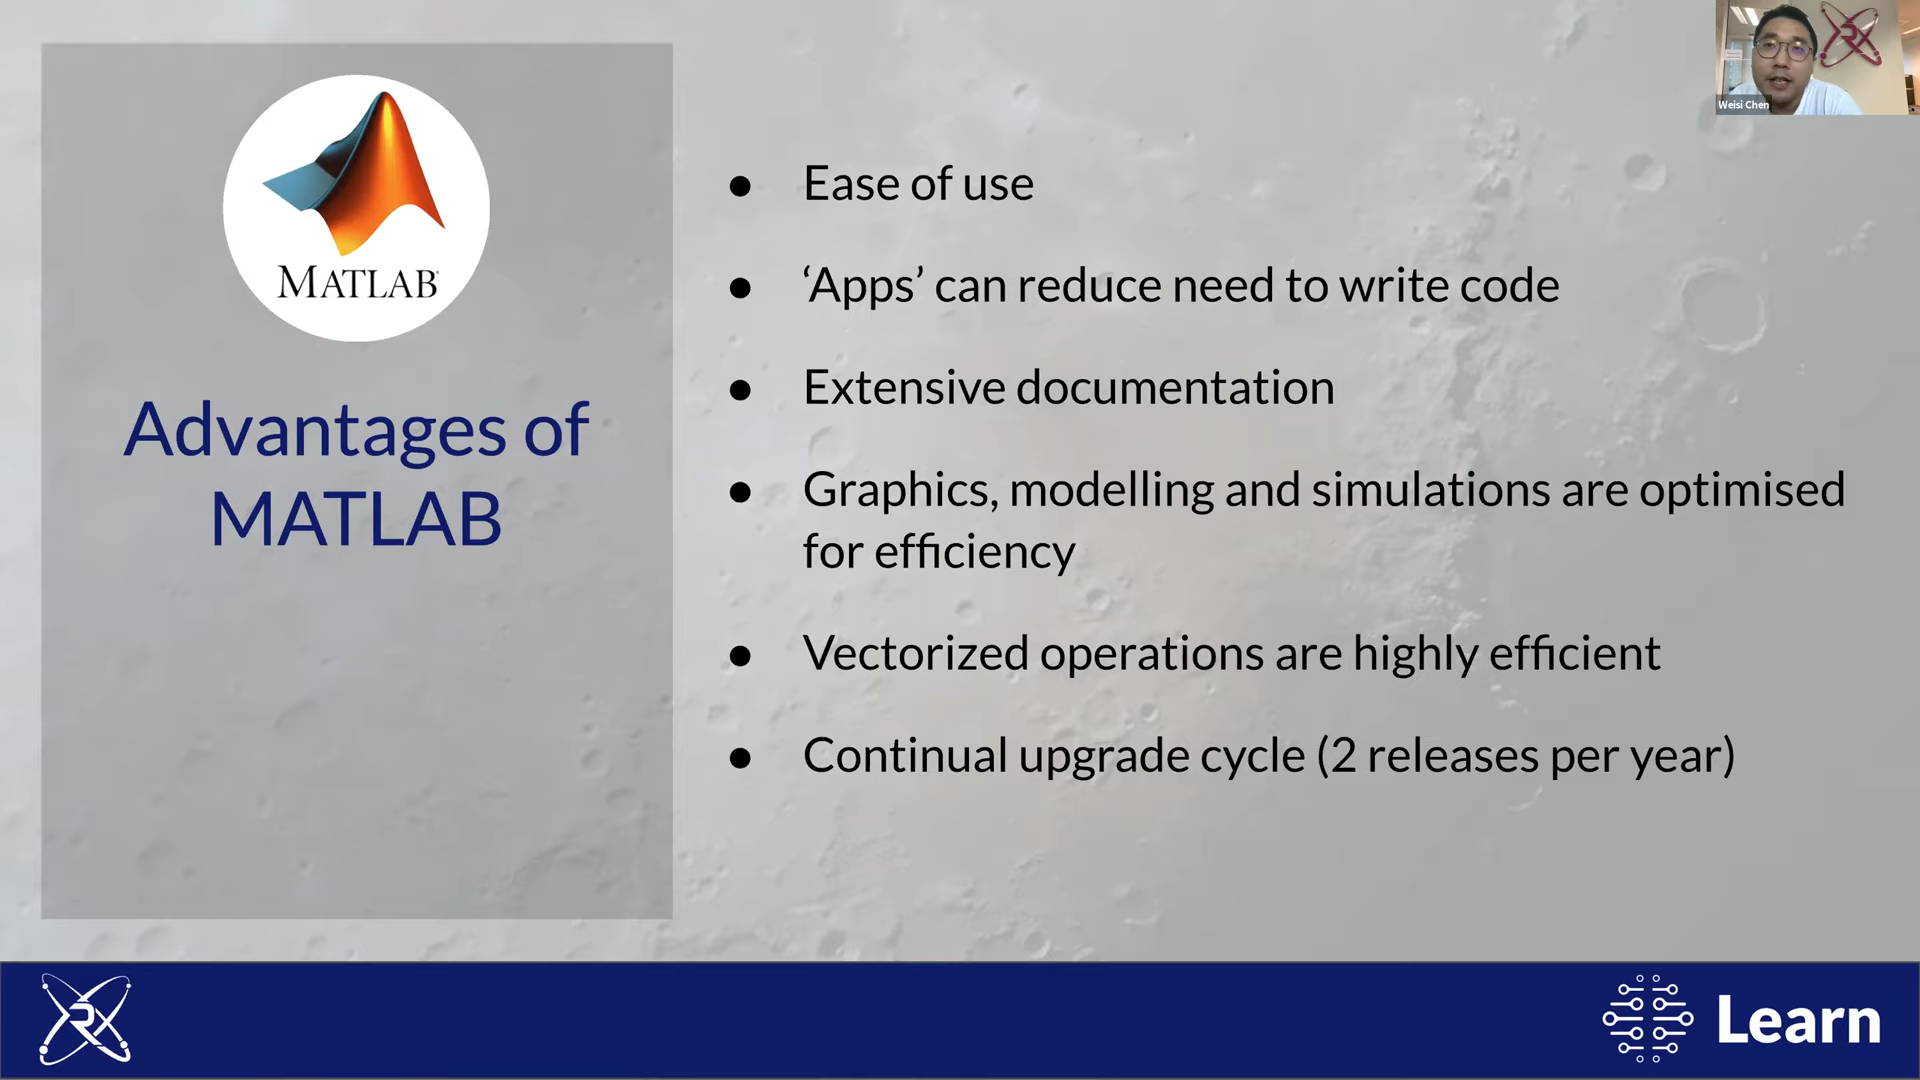 MATLAB
Advantages of
MATLAB
Weisi Chen
● Ease of use
● ‘Apps’ can reduce need to write code
● Extensive documentation
● Graphics, modelling and simulations are optimised
for efficiency
● Vectorized operations are highly efficient
● Continual upgrade cycle (2 releases per year)
R
Learn